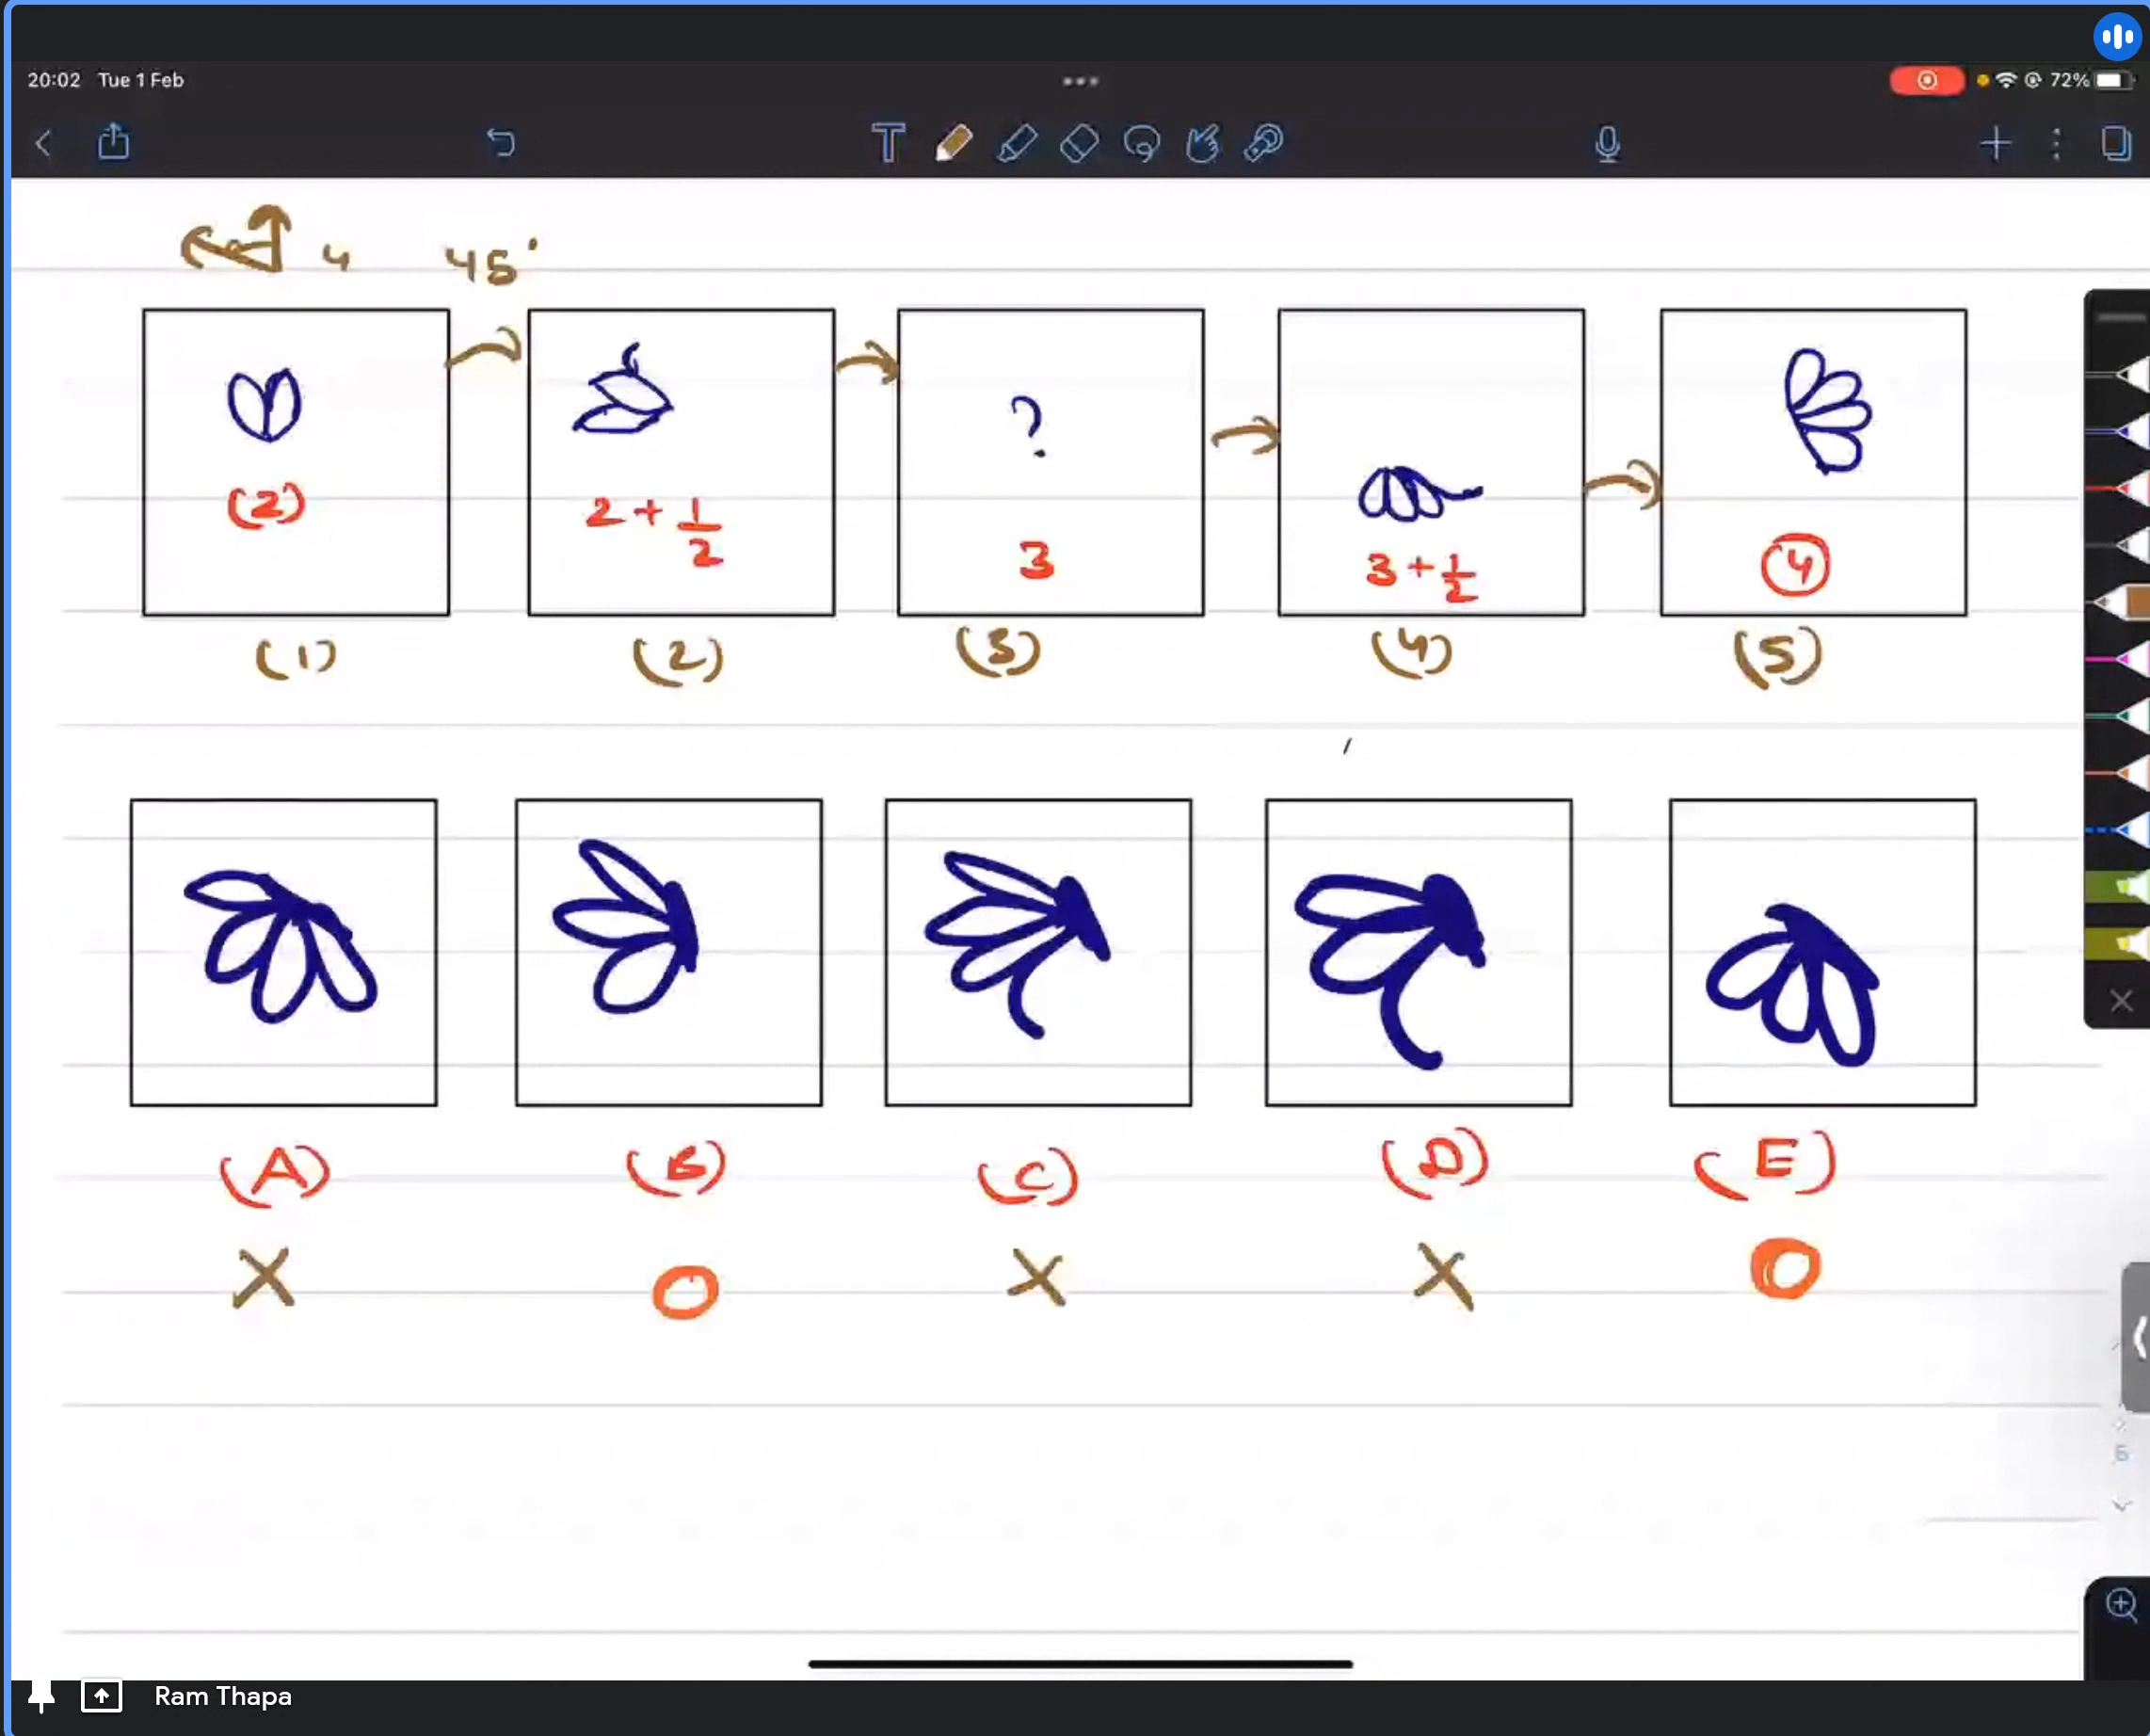 20:02 Tue 1 Feb
72%
T
4 45°
?
(2) 2 + 1/2 3 3 + 1/2 4
(1) (2) (3) (4) (5)
(A) (B) (C) (D) (E)
X O X X O
6
Ram Thapa